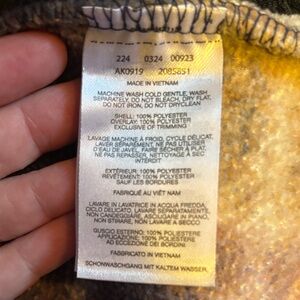 224 0324 00923
AK0919 2085851
MADE IN VIETNAM
MACHINE WASH COLD GENTLE, WASH
SEPARATELY, DO NOT BLEACH, DRY FLAT,
DO NOT IRON, DO NOT DRYCLEAN
SHELL: 100% POLYESTER
OVERLAY: 100% POLYESTER
EXCLUSIVE OF TRIMMING
LAVAGE MACHINE À FROID, CYCLE DÉLICAT,
LAVER SÉPARÉMENT, NE PAS UTILISER
D'EAU DE JAVEL, FAIRE SÉCHER À PLAT,
NE PAS REPASSER, NETTOYAGE À SEC
INTERDIT
EXTÉRIEUR: 100% POLYESTER
REVÊTEMENT: 100% POLYESTER
SAUF LES BORDURES
FABRIQUÉ AU VIÊT NAM
LAVARE IN LAVATRICE IN ACQUA FREDDA,
CICLO DELICATO, LAVARE SEPARATAMENTE,
NON CANDEGGIARE, ASCIUGARE IN PIANO,
NON STIRARE, NON LAVARE A SECCO
GUSCIO ESTERNO: 100% POLIESTERE
OVERLAY: 100% POLIESTERE
AD ECCEZIONE DEI BORDINI
FABBRICATO IN VIETNAM
SCHONWASCHGANG MIT KALTEM WASSER,